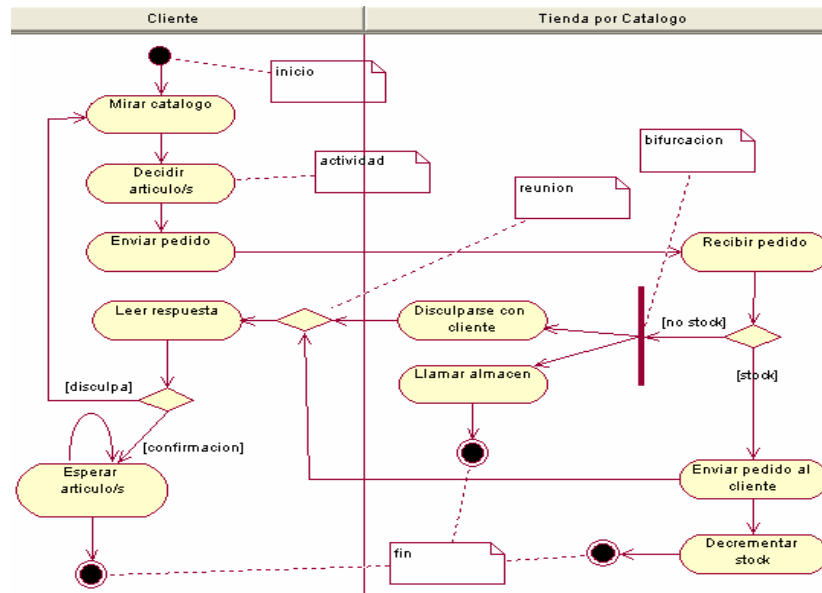 Cliente
Tienda por Catalogo
inicio
Mirar catalogo
bifurcacion
actividad
Decidir
articulo/s
reunion
Enviar pedido
Recibir pedido
Leer respuesta
Disculparse con
cliente
[no stock]
[disculpa]
Llamar almacen
[stock]
[confirmacion]
Esperar
articulo/s
Enviar pedido al
cliente
fin
Decrementar
stock